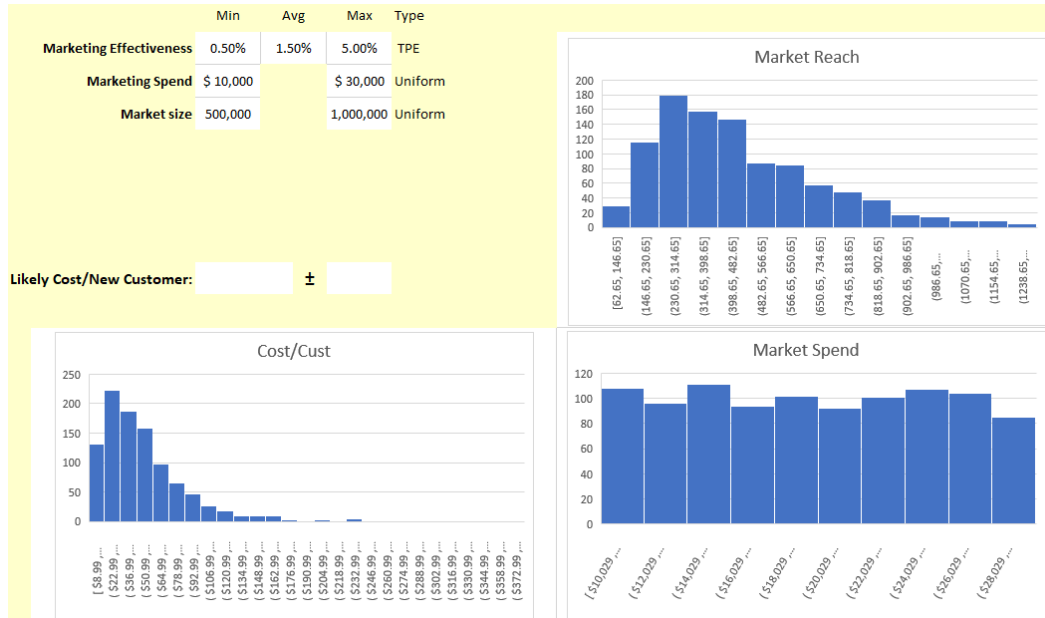 Min Avg Max Type
Marketing Effectiveness 0.50% 1.50% 5.00% TPE
Marketing Spend $ 10,000 $ 30,000 Uniform
Market size 500,000 1,000,000 Uniform
Likely Cost/New Customer: ±
Market Reach
200
180
160
140
120
100
80
60
40
20
0
[62.65, 146.65]
(146.65, 230.65]
(230.65, 314.65]
(314.65, 398.65]
(398.65, 482.65]
(482.65, 566.65]
(566.65, 650.65]
(650.65, 734.65]
(734.65, 818.65]
(818.65, 902.65]
(902.65, 986.65]
(986.65,...
(1070.65,...
(1154.65,...
(1238.65,...
Cost/Cust
250
200
150
100
50
0
[ $8.99 ,...
( $22.99 ,...
( $36.99 ,...
( $50.99 ,...
( $64.99 ,...
( $78.99 ,...
( $92.99 ,...
( $106.99 ,...
( $120.99 ,...
( $134.99 ,...
( $148.99 ,...
( $162.99 ,...
( $176.99 ,...
( $190.99 ,...
( $204.99 ,...
( $218.99 ,...
( $232.99 ,...
( $246.99 ,...
( $260.99 ,...
( $274.99 ,...
( $288.99 ,...
( $302.99 ,...
( $316.99 ,...
( $330.99 ,...
( $344.99 ,...
( $358.99 ,...
( $372.99 ,...
Market Spend
120
100
80
60
40
20
0
[ $10,029 ,...
( $12,029 ,...
( $14,029 ,...
( $16,029 ,...
( $18,029 ,...
( $20,029 ,...
( $22,029 ,...
( $24,029 ,...
( $26,029 ,...
( $28,029 ,...